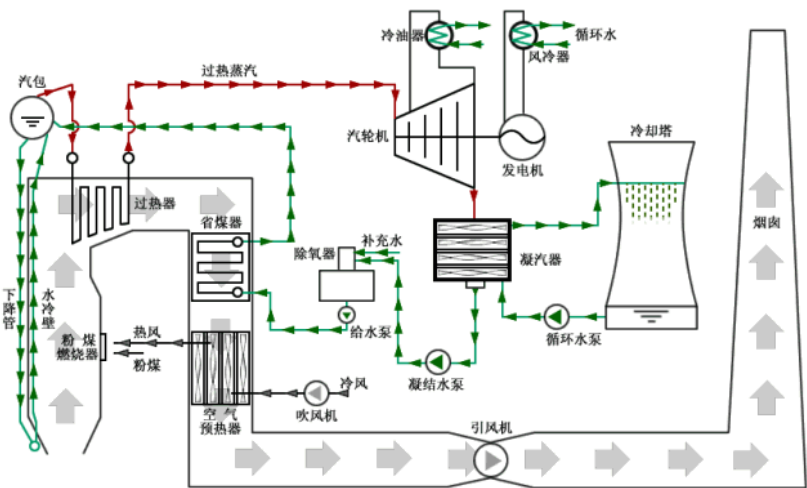 冷油器
循环水
风冷器
过热蒸汽
汽包
汽轮机
发电机
冷却塔
过热器
省煤器
烟囱
补充水
除氧器
凝汽器
下降管
水冷壁
给水泵
循环水泵
热风
粉煤
燃烧器
粉煤
凝结水泵
冷风
吹风机
空气
预热器
引风机